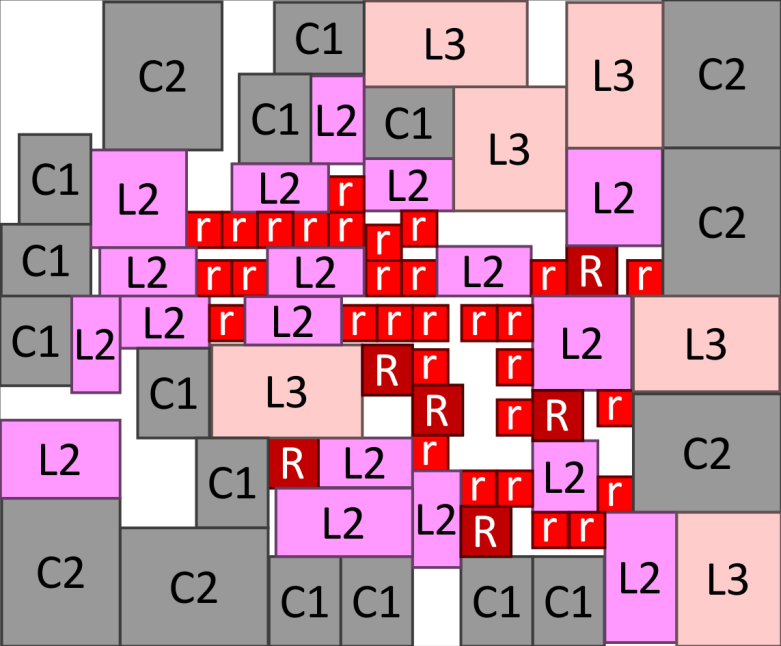 C2 C1 L3 L3 C2
C1 L2 C1 L3
C1 L2 L2 r L2 L2 C2
r r r r r r r
C1 L2 r r L2 r r L2 r R r
C1 L2 L2 r L2 r r r r r L2 L3
C1 L3 R r r
R r R r
L2 C1 R L2 r L2 C2
C2 C2 L2 L2 r r r
R r r
C1 C1 C1 C1 L2 L3